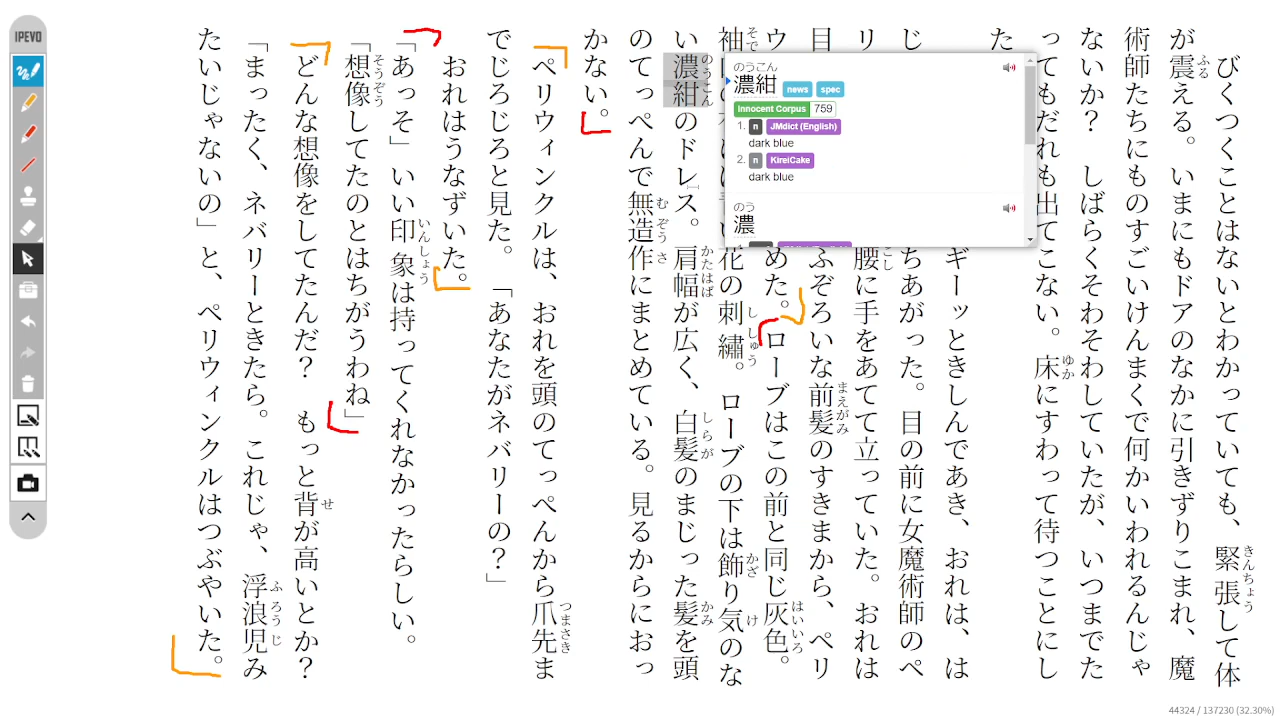 びくつくことはないとわかっていても、緊張して体
が震える。いまにもドアのなかに引きずりこまれ、魔
術師たちにものすごいけんまくで何かいわれるんじゃ
ないか？　しばらくそわそわしていたが、いつまでた
ってもだれも出てこない。床にすわって待つことにし
た
ギーッときしんであき、おれは、は
じ
ちあがった。目の前に女魔術師のペ
リ
腰に手をあてて立っていた。おれは
目
ふぞろいな前髪のすきまから、ペリ
ウ
めた。ローブはこの前と同じ灰色。
袖
花の刺繍。ローブの下は飾り気のな
い濃紺のドレス。肩幅が広く、白髪のまじった髪を頭
のてっぺんで無造作にまとめている。見るからにおっ
かない。
ペリウィンクルは、おれを頭のてっぺんから爪先ま
でじろじろと見た。「あなたがネバリーの？」
おれはうなずいた。
「あっそ」いい印象は持ってくれなかったらしい。
「想像してたのとはちがうわね」
どんな想像をしてたんだ？　もっと背が高いとか？
「まったく、ネバリーときたら。これじゃ、浮浪児み
たいじゃないの」と、ペリウィンクルはつぶやいた。
のうこん
濃紺 news spec
Innocent Corpus 759
1. n JMdict (English)
dark blue
2. n KireiCake
dark blue
のう
濃
IPEVO
44324 / 137230 (32.30%)